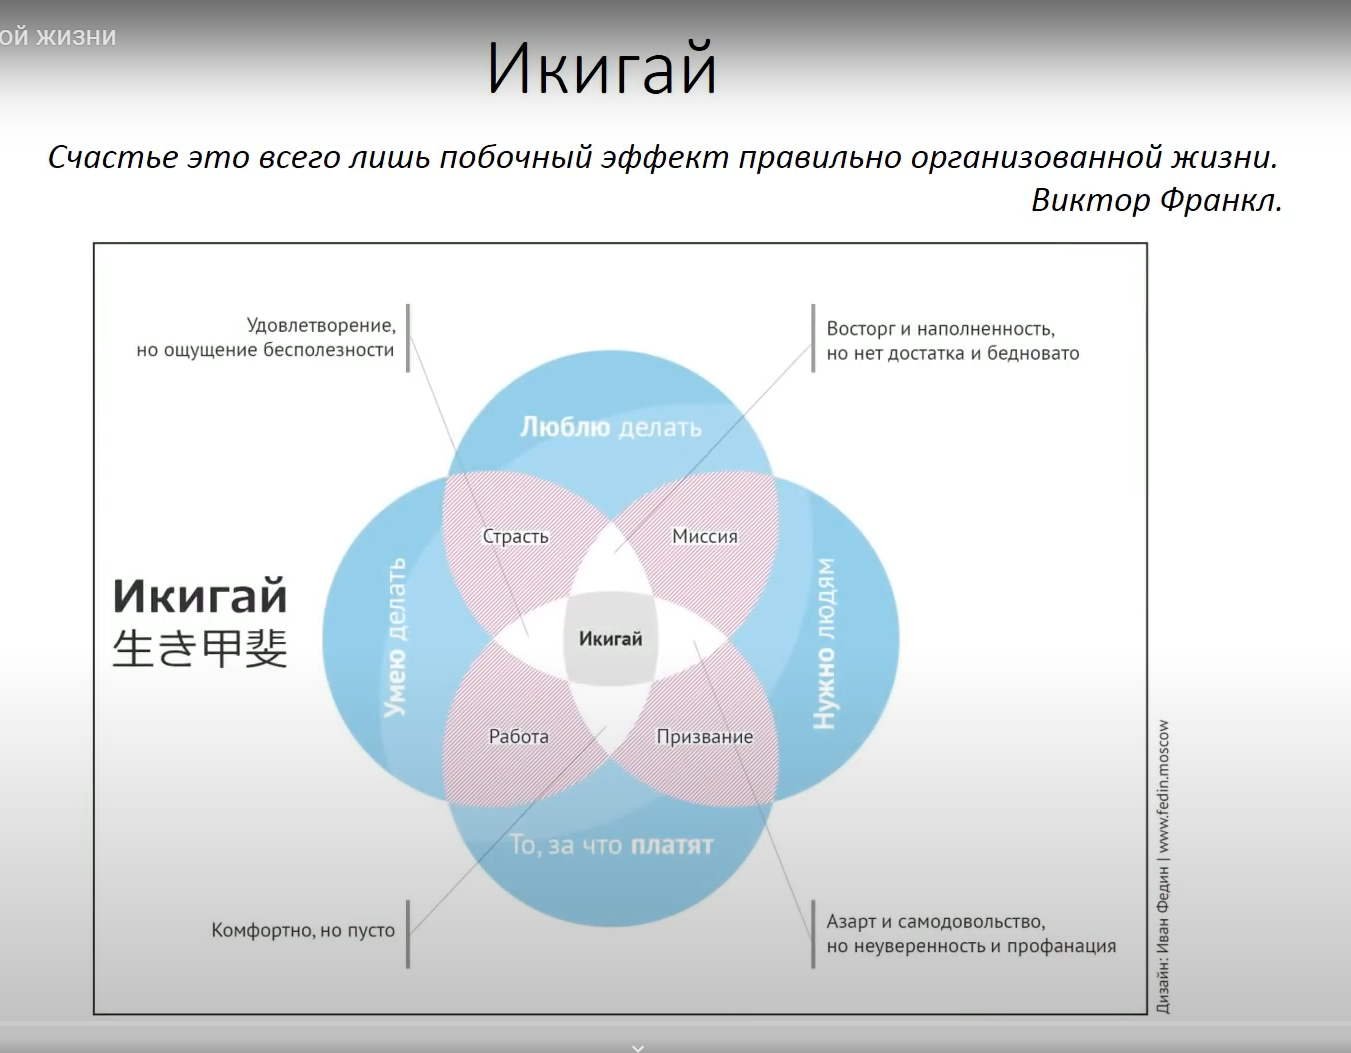 ой жизни
Икигай
Счастье это всего лишь побочный эффект правильно организованной жизни.
Виктор Франкл.
Удовлетворение,
но ощущение бесполезности
Восторг и наполненность,
но нет достатка и бедновато
Люблю делать
Страсть
Миссия
Умею делать
Нужно людям
Икигай
生き甲斐
Икигай
Работа
Призвание
То, за что платят
Комфортно, но пусто
Азарт и самодовольство,
но неуверенность и профанация
Дизайн: Иван Федин | www.fedin.moscow